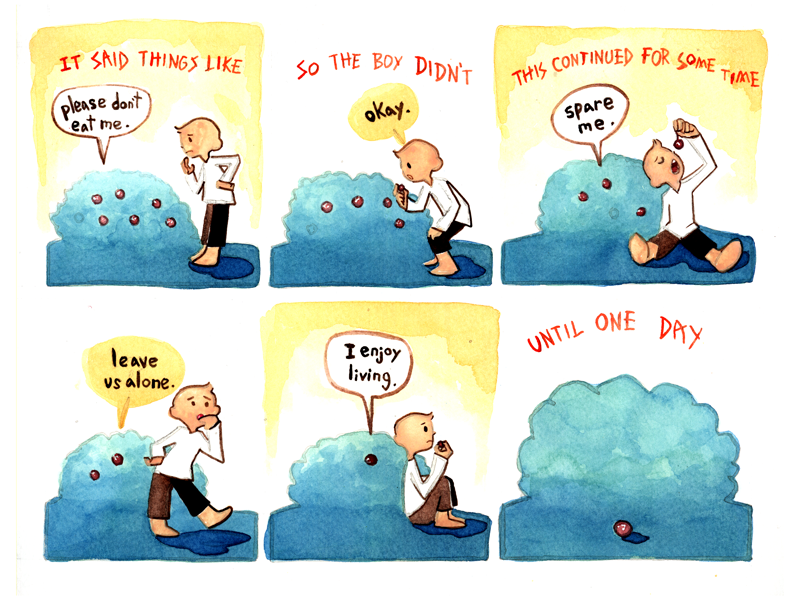 IT SAID THINGS LIKE
please don't
eat me.
SO THE BOY DIDN'T
okay.
THIS CONTINUED FOR SOME TIME
spare
me.
leave
us alone.
I enjoy
living.
UNTIL ONE DAY